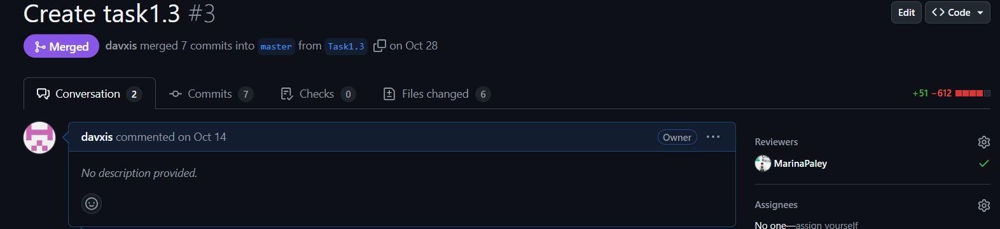 Create task1.3 #3
Edit
<> Code
Merged
davxis merged 7 commits into master from Task1.3 on Oct 28
Conversation 2
Commits 7
Checks 0
Files changed 6
+51 −612
davxis commented on Oct 14
Owner
No description provided.
Reviewers
MarinaPaley
Assignees
No one—assign yourself